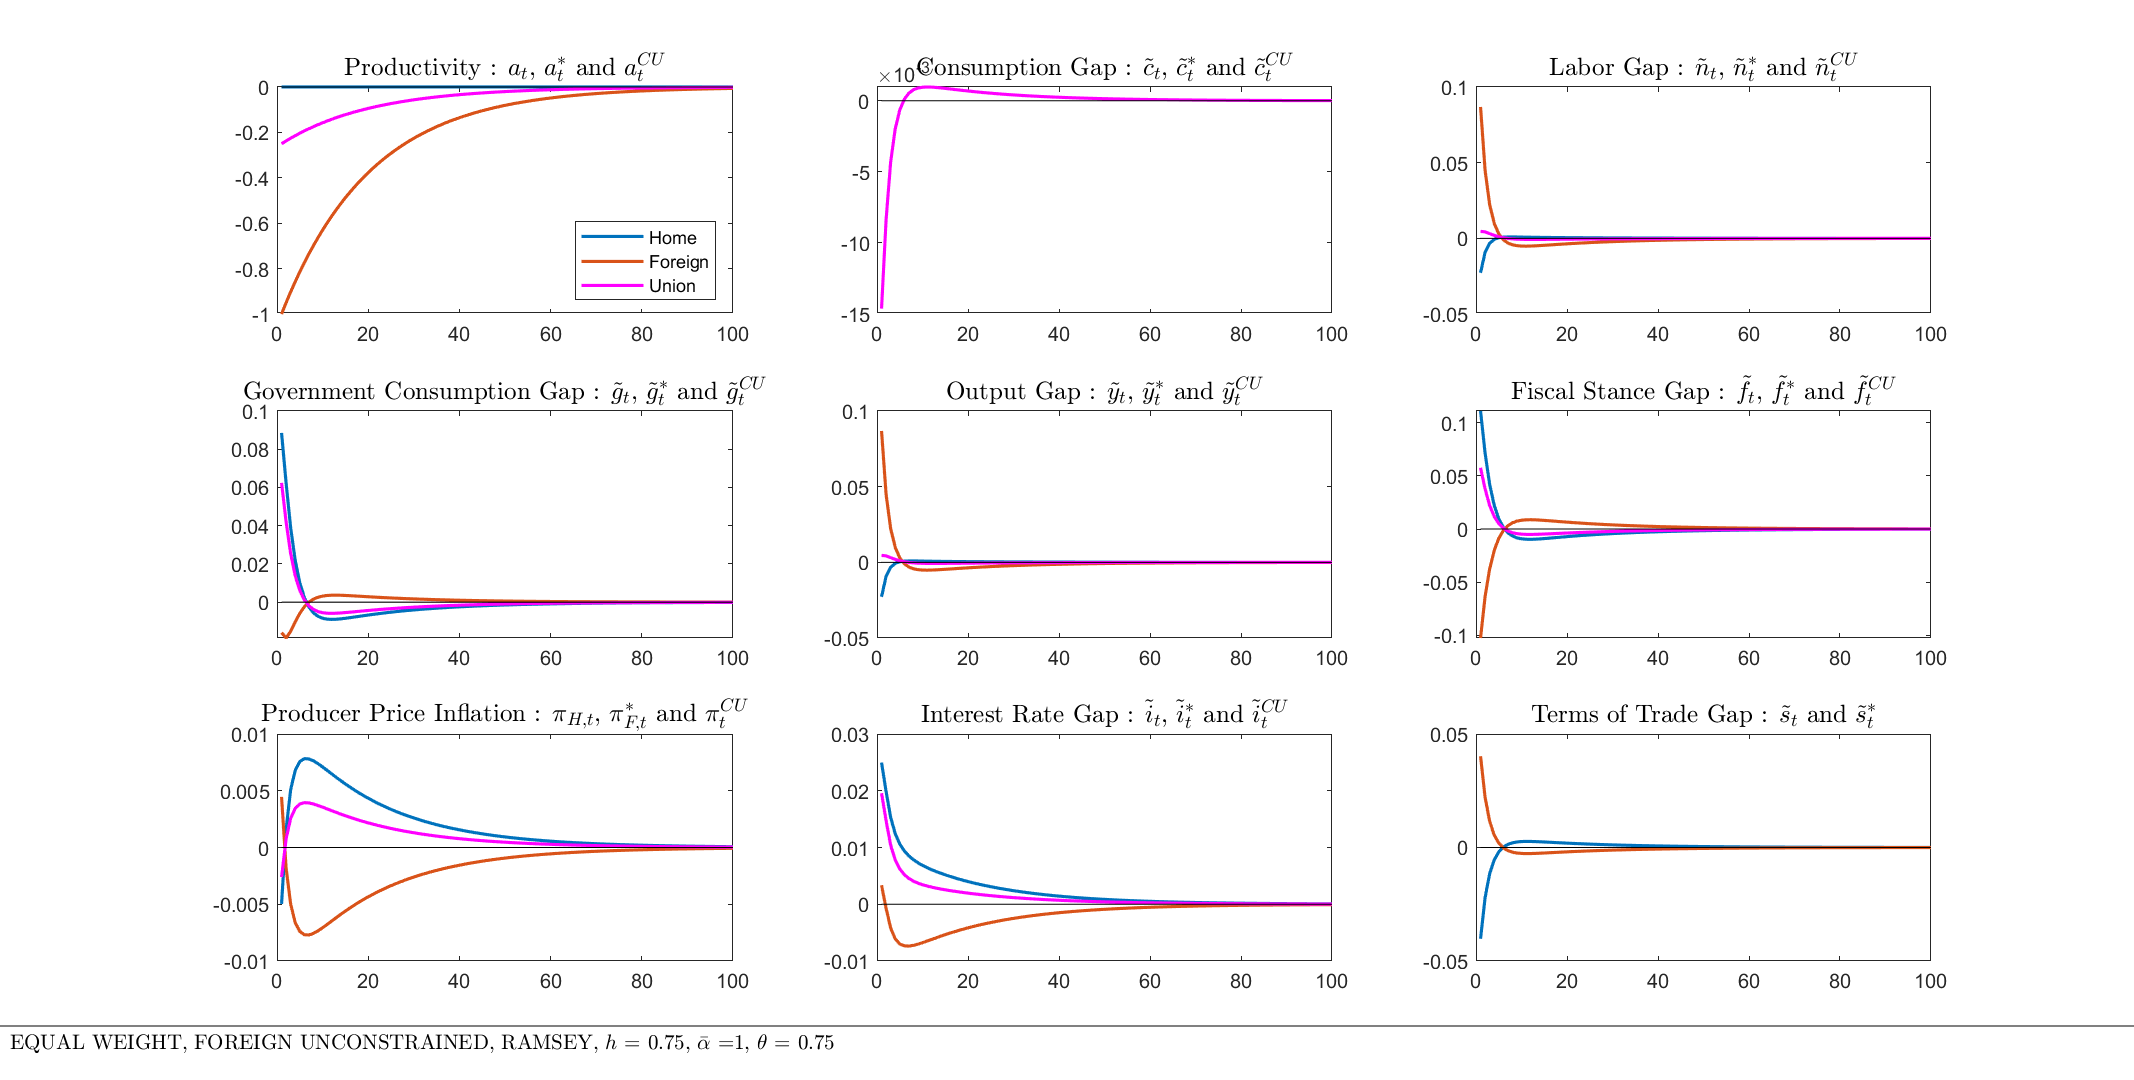 Productivity : a_t, a_t^* and a_t^{CU}
0
-0.2
-0.4
-0.6
-0.8
-1
0 20 40 60 80 100
Home
Foreign
Union
Consumption Gap : c̃_t, c̃_t^* and c̃_t^{CU}
×10
0
-5
-10
-15
0 20 40 60 80 100
Labor Gap : ñ_t, ñ_t^* and ñ_t^{CU}
0.1
0.05
0
-0.05
0 20 40 60 80 100
Government Consumption Gap : g̃_t, g̃_t^* and g̃_t^{CU}
0.1
0.08
0.06
0.04
0.02
0
0 20 40 60 80 100
Output Gap : ỹ_t, ỹ_t^* and ỹ_t^{CU}
0.1
0.05
0
-0.05
0 20 40 60 80 100
Fiscal Stance Gap : f̃_t, f̃_t^* and f̃_t^{CU}
0.1
0.05
0
-0.05
-0.1
0 20 40 60 80 100
Producer Price Inflation : π_{H,t}, π_{F,t}^* and π_t^{CU}
0.01
0.005
0
-0.005
-0.01
0 20 40 60 80 100
Interest Rate Gap : ĩ_t, ĩ_t^* and ĩ_t^{CU}
0.03
0.02
0.01
0
-0.01
0 20 40 60 80 100
Terms of Trade Gap : s̃_t and s̃_t^*
0.05
0
-0.05
0 20 40 60 80 100
EQUAL WEIGHT, FOREIGN UNCONSTRAINED, RAMSEY, h = 0.75, ᾱ =1, θ = 0.75